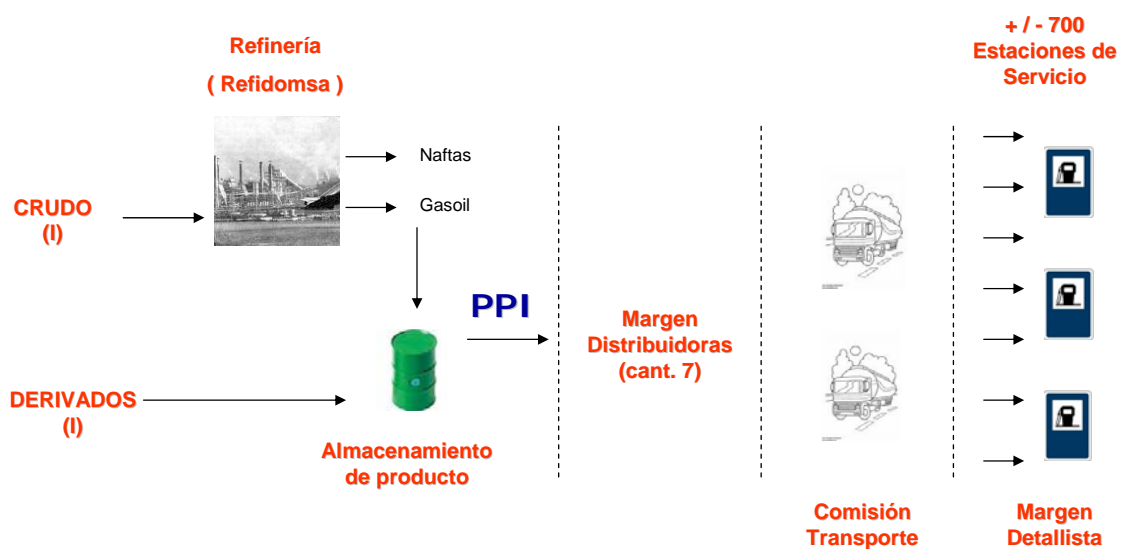 + / - 700
Estaciones de
Servicio
Refinería
( Refidomsa )
Naftas
Gasoil
CRUDO
(I)
PPI
Margen
Distribuidoras
(cant. 7)
DERIVADOS
(I)
Almacenamiento
de producto
Comisión
Transporte
Margen
Detallista